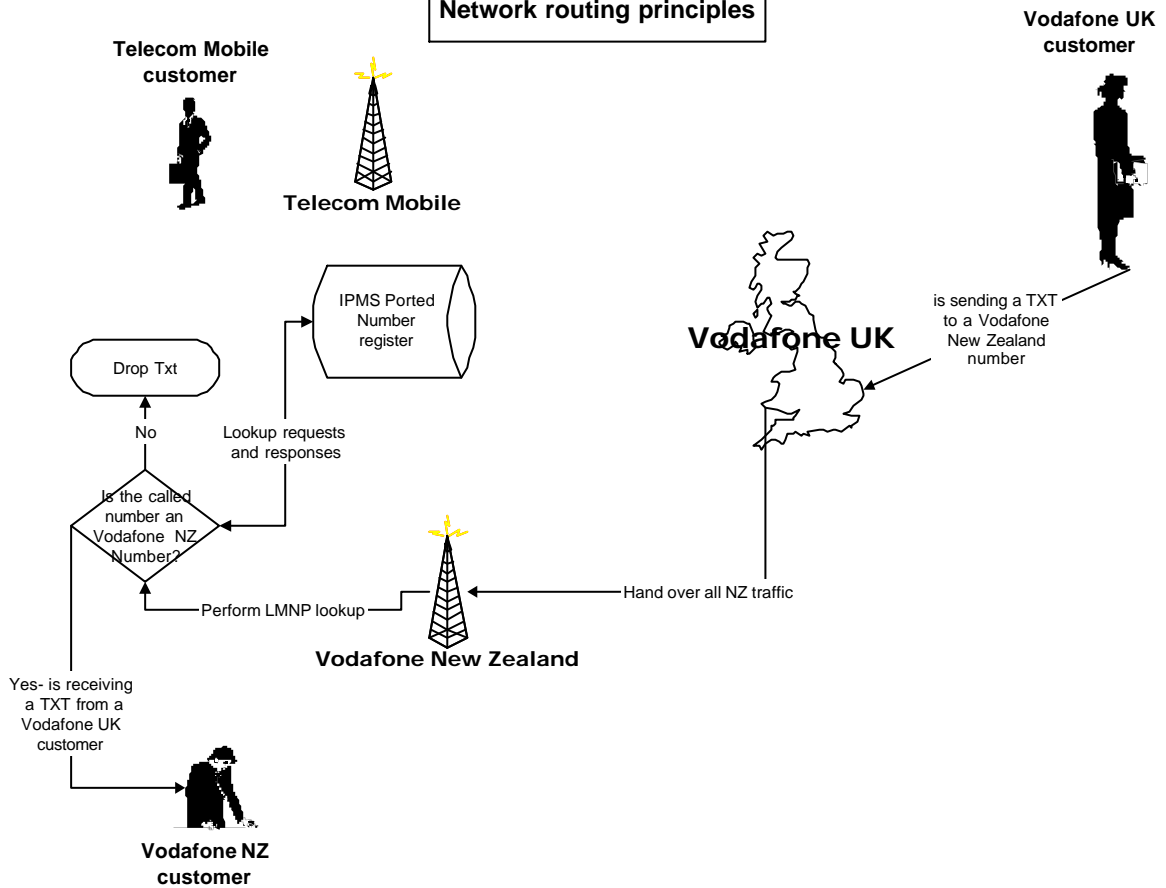 Network routing principles
Vodafone UK
customer
Telecom Mobile
customer
Telecom Mobile
IPMS Ported
Number
register
Vodafone UK
is sending a TXT
to a Vodafone
New Zealand
number
Drop Txt
No
Lookup requests
and responses
Is the called
number an
Vodafone NZ
Number?
Hand over all NZ traffic
Perform LMNP lookup
Vodafone New Zealand
Yes- is receiving
a TXT from a
Vodafone UK
customer
Vodafone NZ
customer